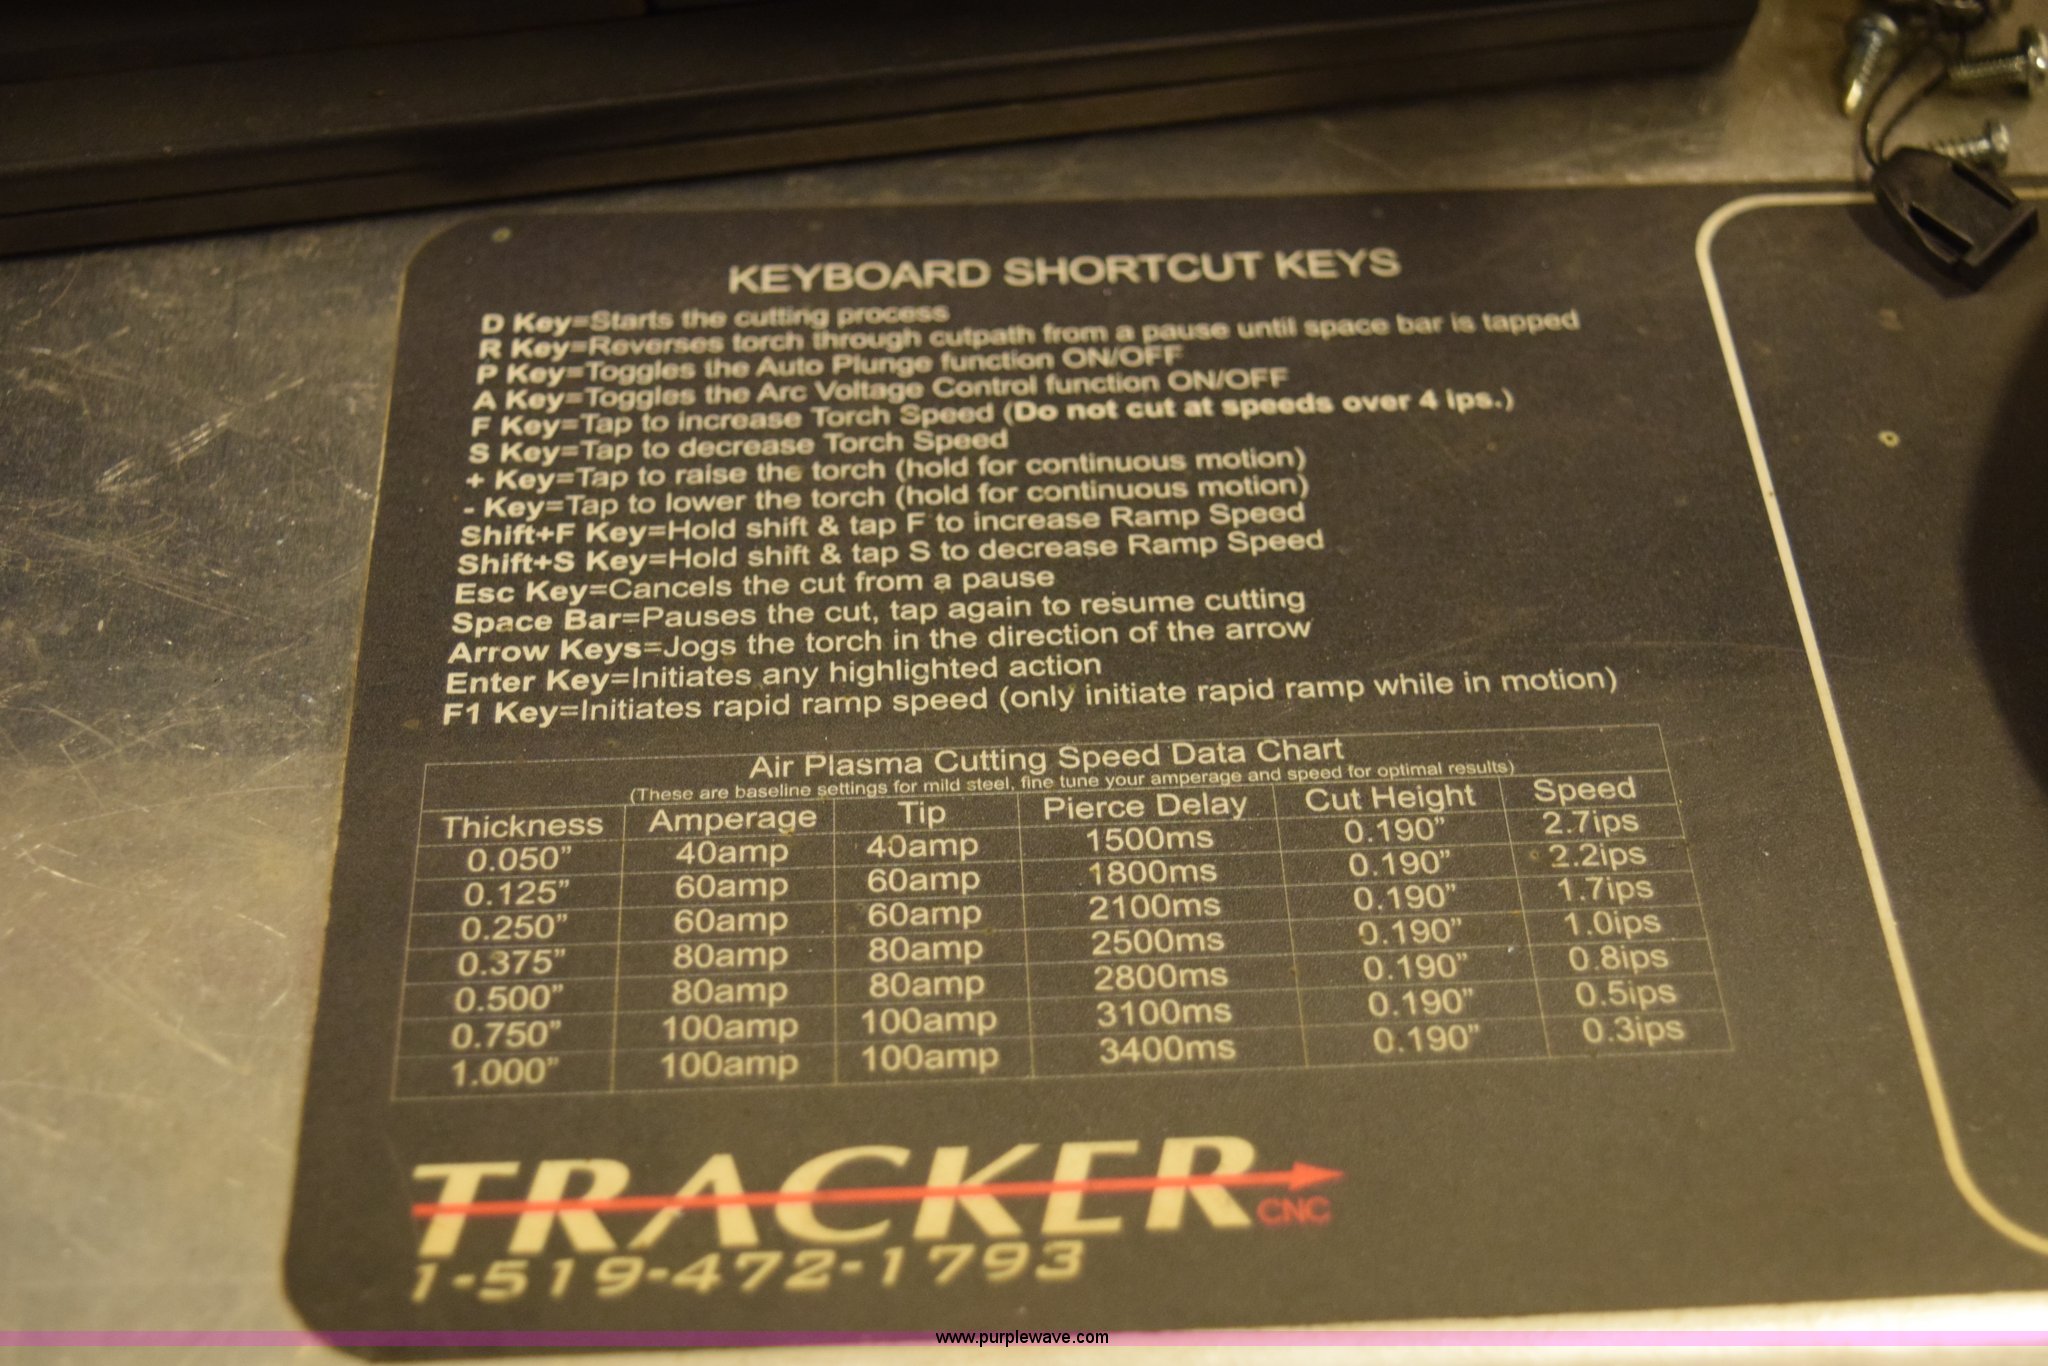 KEYBOARD SHORTCUT KEYS
D Key=Starts the cutting process
R Key=Reverses torch through cutpath from a pause until space bar is tapped
P Key=Toggles the Auto Plunge function ON/OFF
A Key=Toggles the Arc Voltage Control function ON/OFF
F Key=Tap to increase Torch Speed (Do not cut at speeds over 4 ips.)
S Key=Tap to decrease Torch Speed
+ Key=Tap to raise the torch (hold for continuous motion)
- Key=Tap to lower the torch (hold for continuous motion)
Shift+F Key=Hold shift & tap F to increase Ramp Speed
Shift+S Key=Hold shift & tap S to decrease Ramp Speed
Esc Key=Cancels the cut from a pause
Space Bar=Pauses the cut, tap again to resume cutting
Arrow Keys=Jogs the torch in the direction of the arrow
Enter Key=Initiates any highlighted action
F1 Key=Initiates rapid ramp speed (only initiate rapid ramp while in motion)
Air Plasma Cutting Speed Data Chart
(These are baseline settings for mild steel, fine tune your amperage and speed for optimal results)
Thickness Amperage Tip Pierce Delay Cut Height Speed
0.050" 40amp 40amp 1500ms 0.190" 2.7ips
0.125" 60amp 60amp 1800ms 0.190" 2.2ips
0.250" 60amp 60amp 2100ms 0.190" 1.7ips
0.375" 80amp 80amp 2500ms 0.190" 1.0ips
0.500" 80amp 80amp 2800ms 0.190" 0.8ips
0.750" 100amp 100amp 3100ms 0.190" 0.5ips
1.000" 100amp 100amp 3400ms 0.190" 0.3ips
TRACKER
CNC
1-519-472-1793
www.purplewave.com